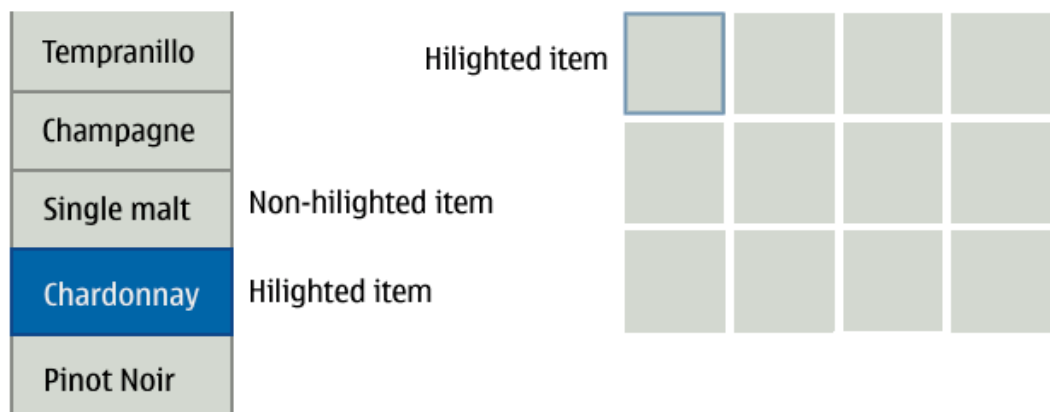 Tempranillo
Champagne
Single malt
Chardonnay
Pinot Noir
Non-hilighted item
Hilighted item
Hilighted item